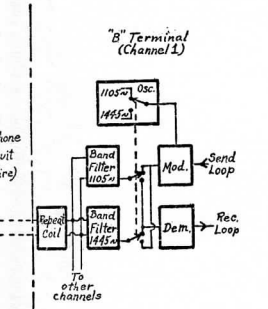 "B" Terminal
(Channel 1)
1105~ Osc.
1445~
hone
uit
ire)
Band
Filter
1105~
Mod.
Send
Loop
Repeat
Coil
Band
Filter
1445~
Dem.
Rec.
Loop
To
other
channels